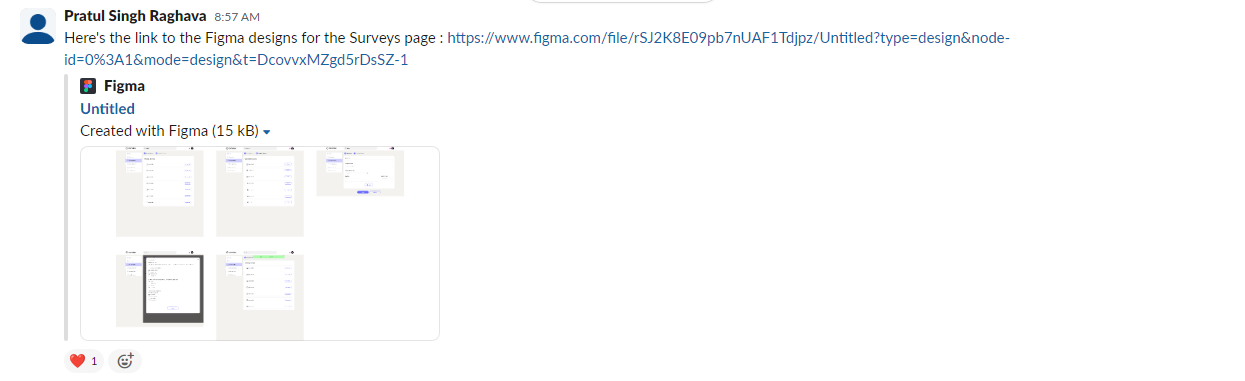 Pratul Singh Raghava 8:57 AM
Here's the link to the Figma designs for the Surveys page : https://www.figma.com/file/rSJ2K8E09pb7nUAF1Tdjpz/Untitled?type=design&node-
id=0%3A1&mode=design&t=DcovvxMZgd5rDsSZ-1
Figma
Untitled
Created with Figma (15 kB)
1